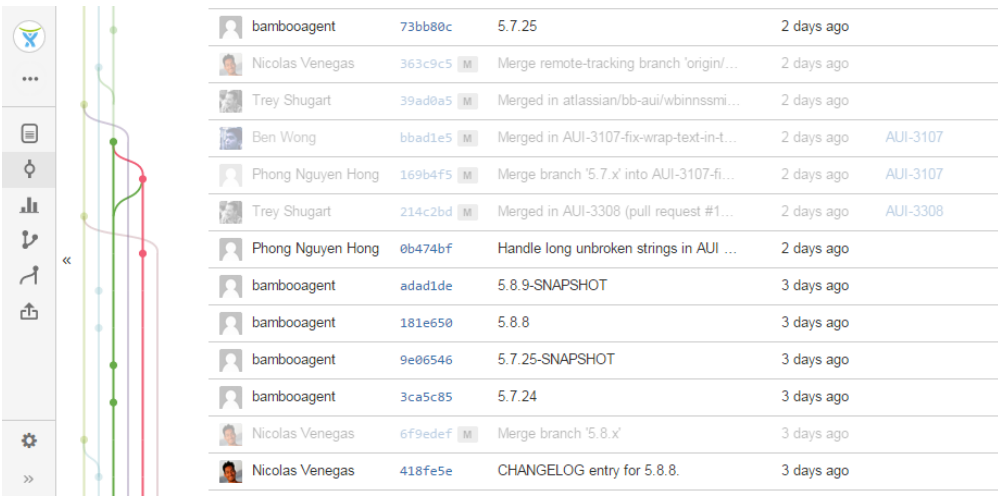 bambooagent 73bb80c 5.7.25 2 days ago
Nicolas Venegas 363c9c5 M Merge remote-tracking branch 'origin/... 2 days ago
Trey Shugart 39ad0a5 M Merged in atlassian/bb-aui/wbinnssmi... 2 days ago
Ben Wong bbad1e5 M Merged in AUI-3107-fix-wrap-text-in-t... 2 days ago AUI-3107
Phong Nguyen Hong 169b4f5 M Merge branch '5.7.x' into AUI-3107-fi... 2 days ago AUI-3107
Trey Shugart 214c2bd M Merged in AUI-3308 (pull request #1... 2 days ago AUI-3308
« Phong Nguyen Hong 0b474bf Handle long unbroken strings in AUI ... 2 days ago
bambooagent adad1de 5.8.9-SNAPSHOT 3 days ago
bambooagent 181e650 5.8.8 3 days ago
bambooagent 9e06546 5.7.25-SNAPSHOT 3 days ago
bambooagent 3ca5c85 5.7.24 3 days ago
Nicolas Venegas 6f9edef M Merge branch '5.8.x' 3 days ago
» Nicolas Venegas 418fe5e CHANGELOG entry for 5.8.8. 3 days ago